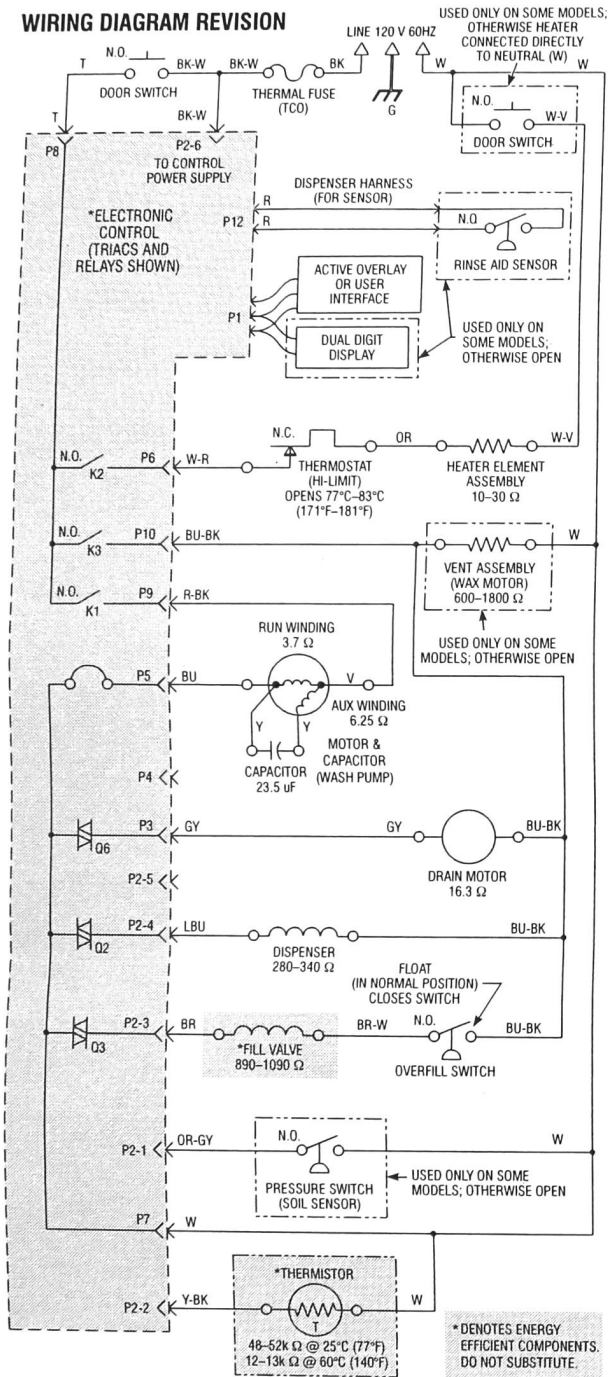 WIRING DIAGRAM REVISION
USED ONLY ON SOME MODELS;
OTHERWISE HEATER
CONNECTED DIRECTLY
TO NEUTRAL (W)
LINE 120 V 60HZ
N.O.
T
BK-W
BK-W
BK
W
W
DOOR SWITCH
THERMAL FUSE
(TCO)
G
N.O.
W-V
DOOR SWITCH
T
BK-W
P8
P2-6
TO CONTROL
POWER SUPPLY
*ELECTRONIC
CONTROL
(TRIACS AND
RELAYS SHOWN)
DISPENSER HARNESS
(FOR SENSOR)
R
P12
R
N.O.
RINSE AID SENSOR
ACTIVE OVERLAY
OR USER
INTERFACE
P1
DUAL DIGIT
DISPLAY
USED ONLY ON
SOME MODELS;
OTHERWISE OPEN
N.O.
K2
P6
W-R
N.C.
OR
W-V
THERMOSTAT
(HI-LIMIT)
OPENS 77°C–83°C
(171°F–181°F)
HEATER ELEMENT
ASSEMBLY
10–30 Ω
N.O.
K3
P10
BU-BK
W
VENT ASSEMBLY
(WAX MOTOR)
600–1800 Ω
N.O.
K1
P9
R-BK
USED ONLY ON SOME
MODELS; OTHERWISE OPEN
RUN WINDING
3.7 Ω
P5
BU
V
AUX WINDING
6.25 Ω
Y
Y
MOTOR &
CAPACITOR
(WASH PUMP)
CAPACITOR
23.5 uF
P4
Q6
P3
GY
GY
BU-BK
DRAIN MOTOR
16.3 Ω
P2-5
Q2
P2-4
LBU
BU-BK
DISPENSER
280–340 Ω
FLOAT
(IN NORMAL POSITION)
CLOSES SWITCH
Q3
P2-3
BR
BR-W
N.O.
BU-BK
*FILL VALVE
890–1090 Ω
OVERFILL SWITCH
P2-1
OR-GY
N.O.
W
PRESSURE SWITCH
(SOIL SENSOR)
USED ONLY ON SOME
MODELS; OTHERWISE OPEN
P7
W
*THERMISTOR
P2-2
Y-BK
T
W
48–52k Ω @ 25°C (77°F)
12–13k Ω @ 60°C (140°F)
* DENOTES ENERGY
EFFICIENT COMPONENTS.
DO NOT SUBSTITUTE.